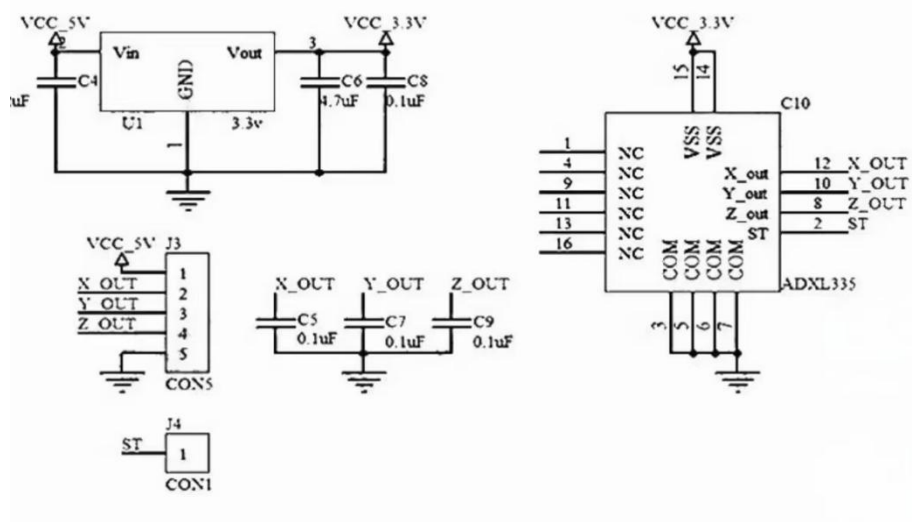 VCC_5V
VCC_3.3V
2
Vin
Vout
3
GND
C4
uF
C6
4.7uF
C8
0.1uF
U1
3.3v
1
VCC_5V
J3
1
X_OUT
2
Y_OUT
3
Z_OUT
4
5
CON5
J4
ST
1
CON1
X_OUT
Y_OUT
Z_OUT
C5
0.1uF
C7
0.1uF
C9
0.1uF
VCC_3.3V
15
14
C10
VSS
VSS
1
NC
4
NC
9
NC
11
NC
13
NC
16
NC
X_out
12
X_OUT
Y_out
10
Y_OUT
Z_out
8
Z_OUT
ST
2
ST
COM
COM
COM
COM
ADXL335
3
5
6
7